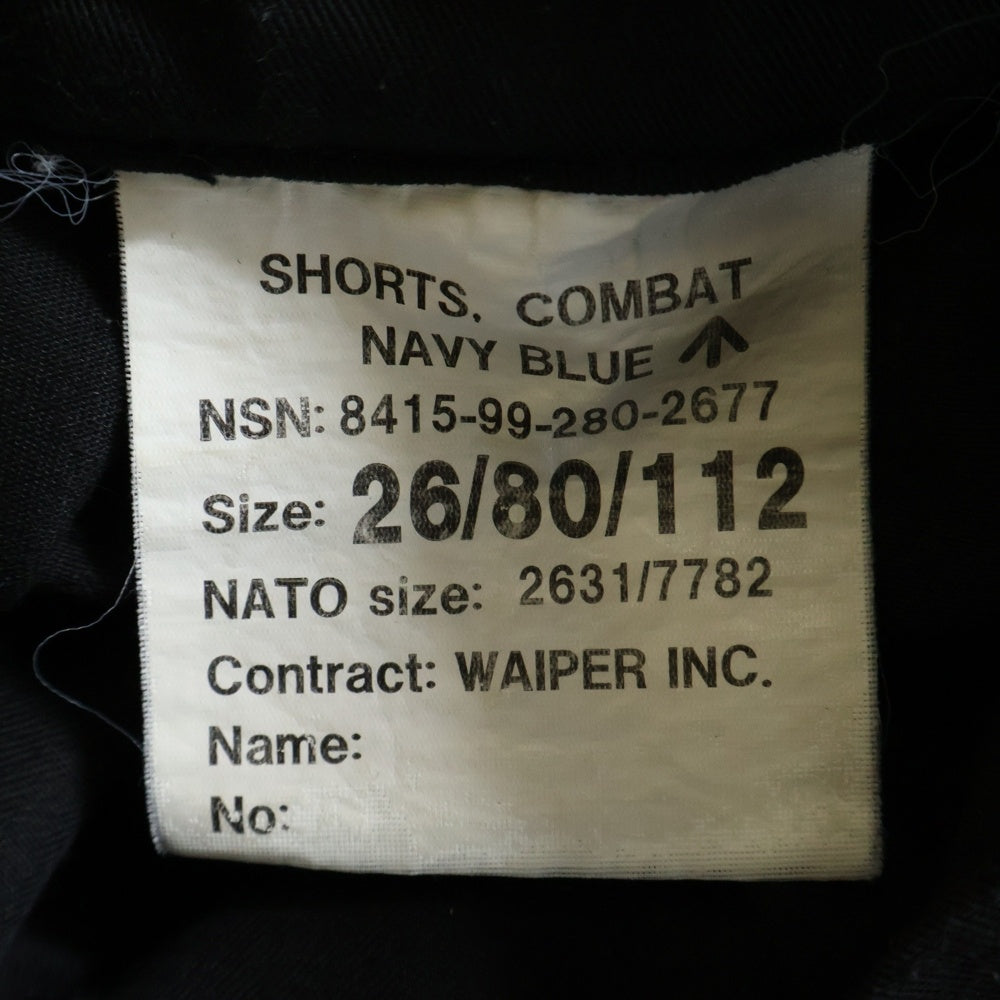 SHORTS, COMBAT
NAVY BLUE ↑
NSN: 8415-99-280-2677
Size: 26/80/112
NATO size: 2631/7782
Contract: WAIPER INC.
Name:
No: